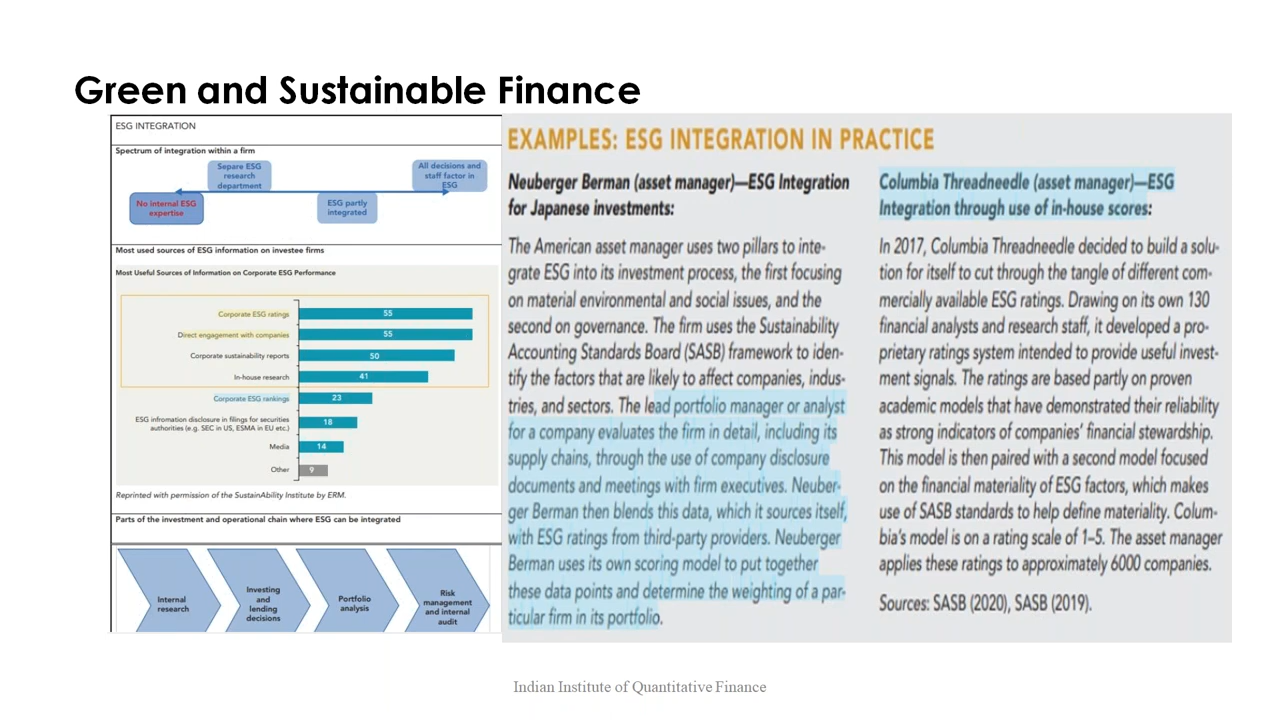 Green and Sustainable Finance
ESG INTEGRATION
Spectrum of integration within a firm
Separe ESG
research
department
All decisions and
staff factor in
ESG
No internal ESG
expertise
ESG partly
integrated
Most used sources of ESG information on investee firms
Most Useful Sources of Information on Corporate ESG Performance
Corporate ESG ratings 55
Direct engagement with companies 55
Corporate sustainability reports 50
In-house research 41
Corporate ESG rankings 23
ESG infromation disclosure in filings for securities
authorities (e.g. SEC in US, ESMA in EU etc.) 18
Media 14
Other 9
Reprinted with permission of the SustainAbility Institute by ERM.
Parts of the investment and operational chain where ESG can be integrated
Internal
research
Investing
and
lending
decisions
Portfolio
analysis
Risk
management
and internal
audit
EXAMPLES: ESG INTEGRATION IN PRACTICE
Neuberger Berman (asset manager)—ESG Integration
for Japanese investments:
The American asset manager uses two pillars to inte-
grate ESG into its investment process, the first focusing
on material environmental and social issues, and the
second on governance. The firm uses the Sustainability
Accounting Standards Board (SASB) framework to iden-
tify the factors that are likely to affect companies, indus-
tries, and sectors. The lead portfolio manager or analyst
for a company evaluates the firm in detail, including its
supply chains, through the use of company disclosure
documents and meetings with firm executives. Neuber-
ger Berman then blends this data, which it sources itself,
with ESG ratings from third-party providers. Neuberger
Berman uses its own scoring model to put together
these data points and determine the weighting of a par-
ticular firm in its portfolio.
Columbia Threadneedle (asset manager)—ESG
Integration through use of in-house scores:
In 2017, Columbia Threadneedle decided to build a solu-
tion for itself to cut through the tangle of different com-
mercially available ESG ratings. Drawing on its own 130
financial analysts and research staff, it developed a pro-
prietary ratings system intended to provide useful invest-
ment signals. The ratings are based partly on proven
academic models that have demonstrated their reliability
as strong indicators of companies' financial stewardship.
This model is then paired with a second model focused
on the financial materiality of ESG factors, which makes
use of SASB standards to help define materiality. Colum-
bia's model is on a rating scale of 1–5. The asset manager
applies these ratings to approximately 6000 companies.
Sources: SASB (2020), SASB (2019).
Indian Institute of Quantitative Finance